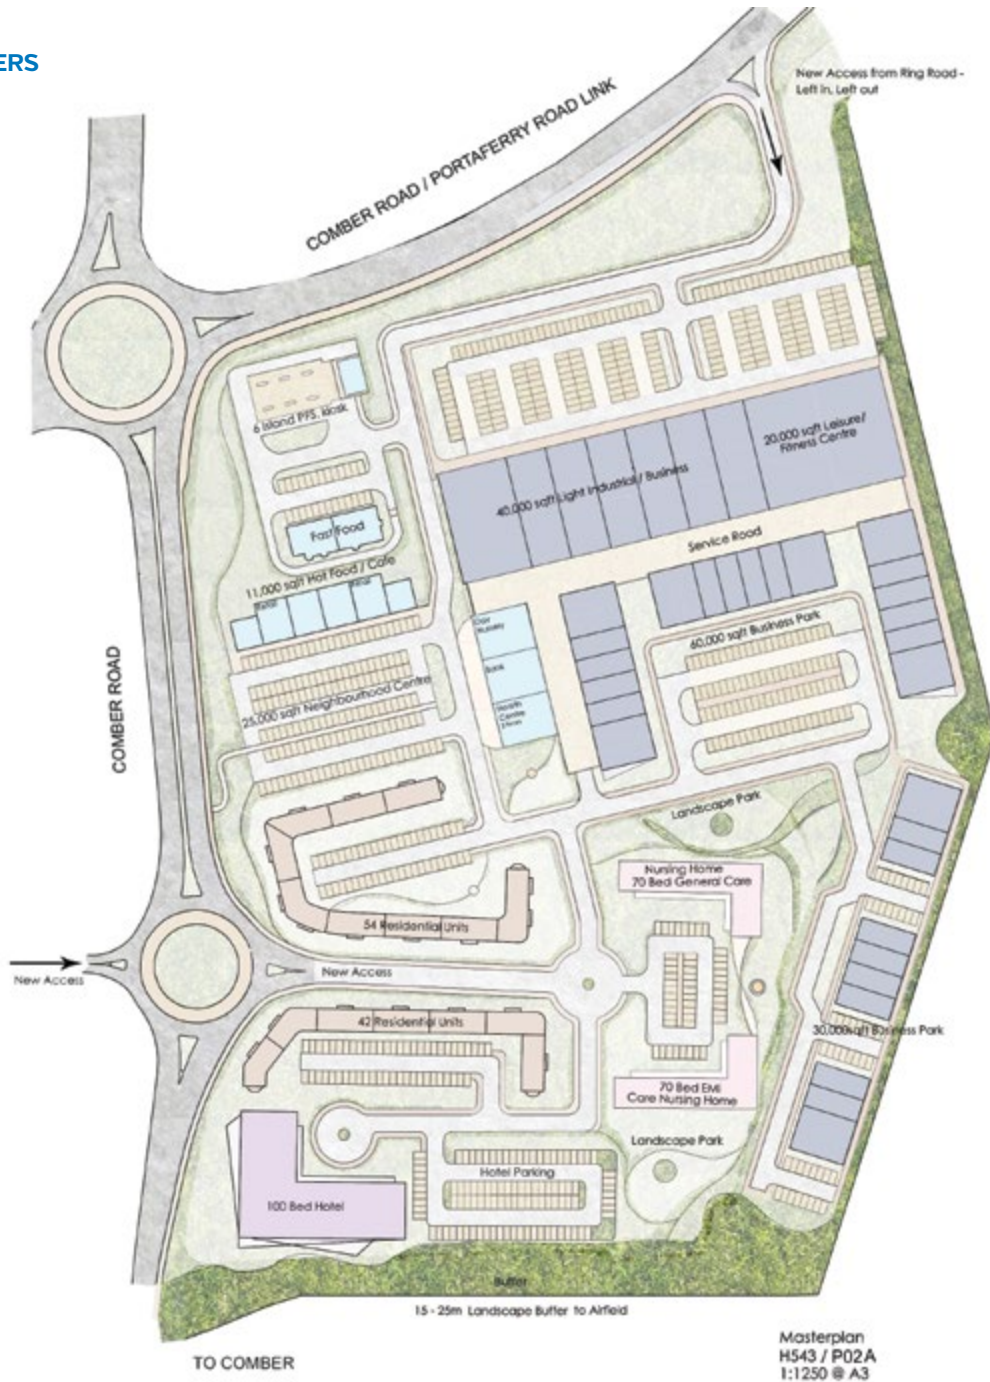 ERS
New Access from Ring Road -
Left in, Left out
COMBER ROAD / PORTAFERRY ROAD LINK
6 Island PFS, kiosk
20,000 sqft Leisure/
Fitness Centre
40,000 sqft Light Industrial / Business
Fast Food
Service Road
11,000 sqft Hot Food / Cafe
Retail
Retail
Day
Nursery
60,000 sqft Business Park
Bank
25,000 sqft Neighbourhood Centre
Health
Centre
COMBER ROAD
Landscape Park
Nursing Home
70 Bed General Care
54 Residential Units
New Access
New Access
42 Residential Units
30,000sqft Business Park
70 Bed EMI
Care Nursing Home
Landscape Park
Hotel Parking
100 Bed Hotel
Buffer
15 - 25m Landscape Buffer to Airfield
TO COMBER
Masterplan
H543 / P02A
1:1250 @ A3